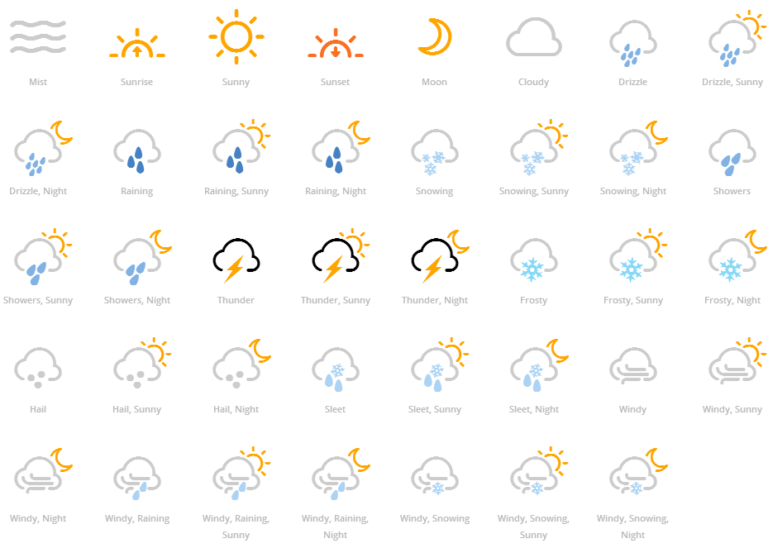 Mist
Sunrise
Sunny
Sunset
Moon
Cloudy
Drizzle
Drizzle, Sunny
Drizzle, Night
Raining
Raining, Sunny
Raining, Night
Snowing
Snowing, Sunny
Snowing, Night
Showers
Showers, Sunny
Showers, Night
Thunder
Thunder, Sunny
Thunder, Night
Frosty
Frosty, Sunny
Frosty, Night
Hail
Hail, Sunny
Hail, Night
Sleet
Sleet, Sunny
Sleet, Night
Windy
Windy, Sunny
Windy, Night
Windy, Raining
Windy, Raining,
Sunny
Windy, Raining,
Night
Windy, Snowing
Windy, Snowing,
Sunny
Windy, Snowing,
Night